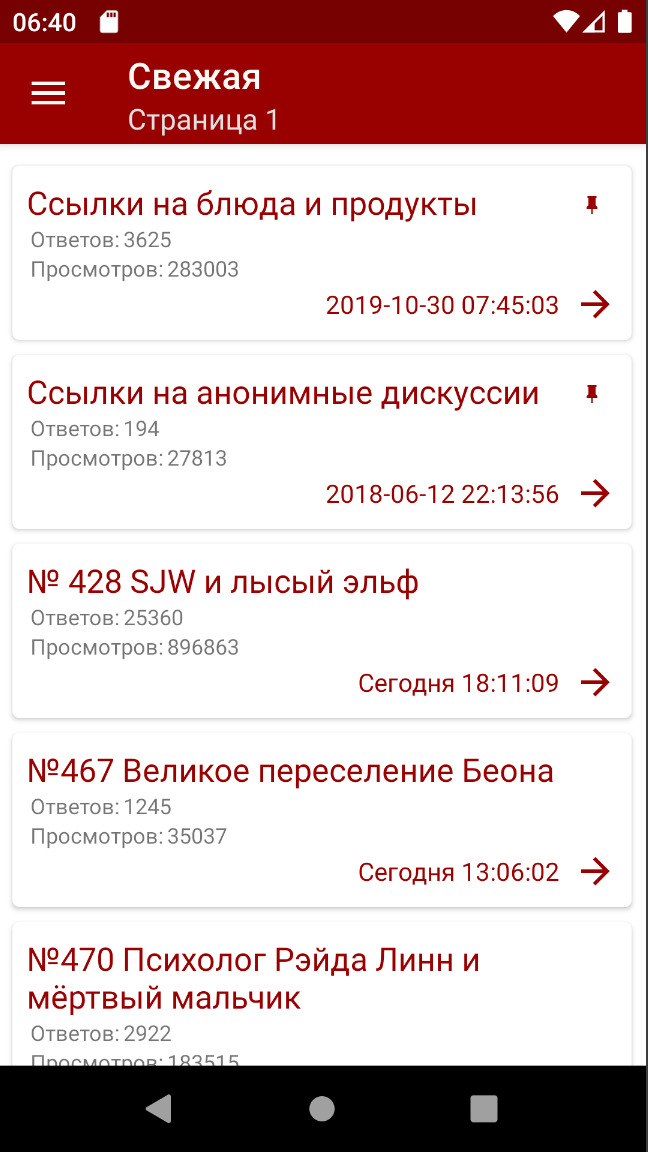 06:40
Свежая
Страница 1
Ссылки на блюда и продукты
Ответов: 3625
Просмотров: 283003
2019-10-30 07:45:03
Ссылки на анонимные дискуссии
Ответов: 194
Просмотров: 27813
2018-06-12 22:13:56
№ 428 SJW и лысый эльф
Ответов: 25360
Просмотров: 896863
Сегодня 18:11:09
№467 Великое переселение Беона
Ответов: 1245
Просмотров: 35037
Сегодня 13:06:02
№470 Психолог Рэйда Линн и
мёртвый мальчик
Ответов: 2922
Просмотров: 183515